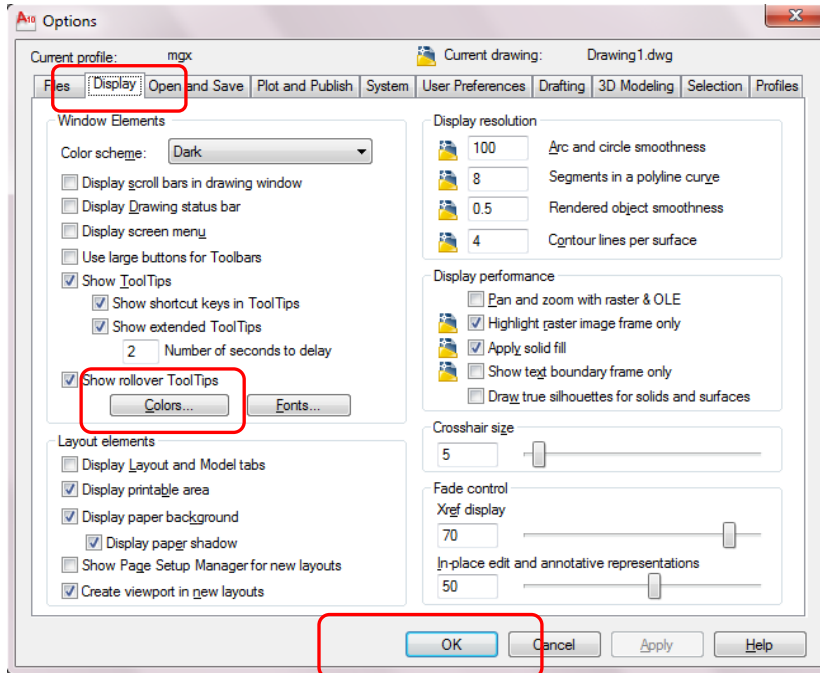 A10 Options
Current profile: mgx Current drawing: Drawing1.dwg
Files Display Open and Save Plot and Publish System User Preferences Drafting 3D Modeling Selection Profiles
Window Elements
Color scheme: Dark
Display scroll bars in drawing window
Display Drawing status bar
Display screen menu
Use large buttons for Toolbars
Show ToolTips
Show shortcut keys in ToolTips
Show extended ToolTips
2 Number of seconds to delay
Show rollover ToolTips
Colors... Fonts...
Layout elements
Display Layout and Model tabs
Display printable area
Display paper background
Display paper shadow
Show Page Setup Manager for new layouts
Create viewport in new layouts
Display resolution
100 Arc and circle smoothness
8 Segments in a polyline curve
0.5 Rendered object smoothness
4 Contour lines per surface
Display performance
Pan and zoom with raster & OLE
Highlight raster image frame only
Apply solid fill
Show text boundary frame only
Draw true silhouettes for solids and surfaces
Crosshair size
5
Fade control
Xref display
70
In-place edit and annotative representations
50
OK Cancel Apply Help